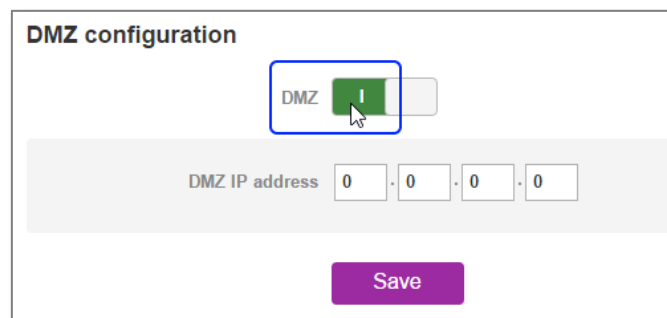 DMZ configuration
DMZ I
DMZ IP address 0 . 0 . 0 . 0
Save